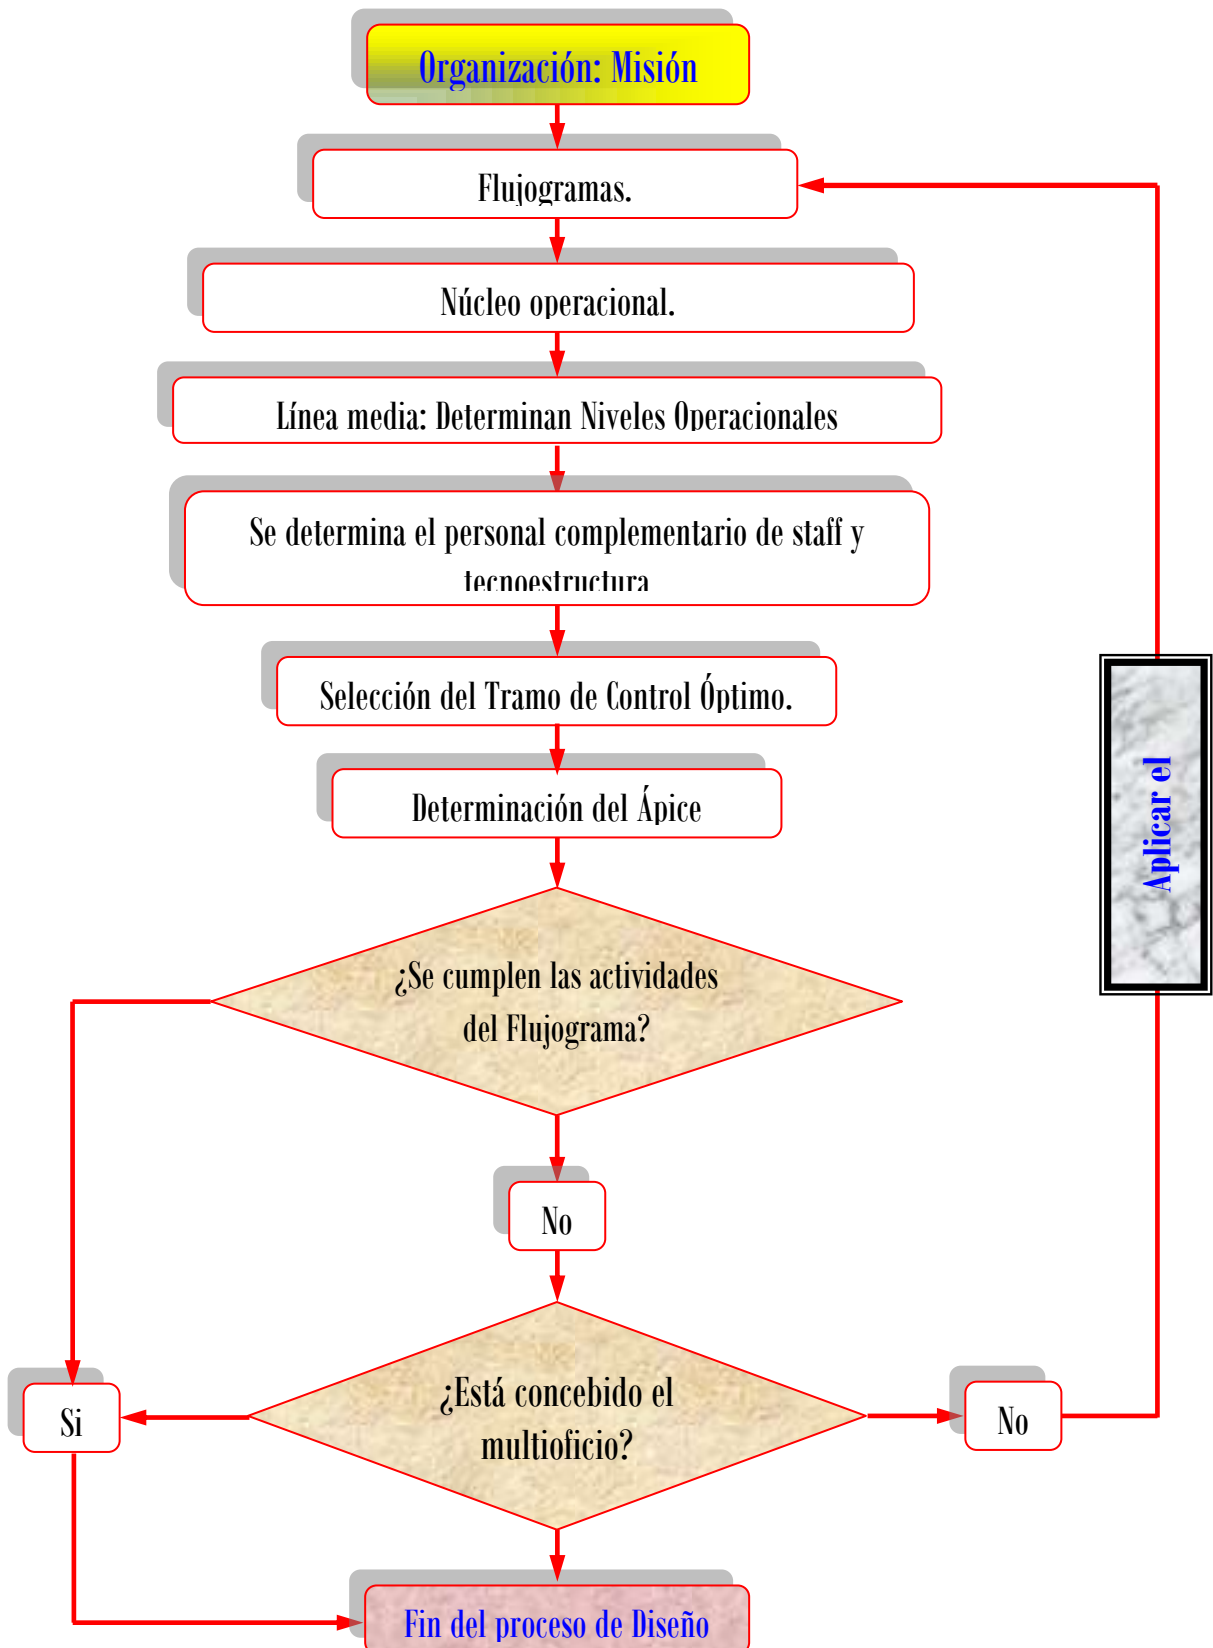 Organización: Misión
Flujogramas.
Núcleo operacional.
Línea media: Determinan Niveles Operacionales
Se determina el personal complementario de staff y
tecnoestructura
Selección del Tramo de Control Óptimo.
Determinación del Ápice
Aplicar el
¿Se cumplen las actividades
del Flujograma?
No
¿Está concebido el
multioficio?
Si
No
Fin del proceso de Diseño